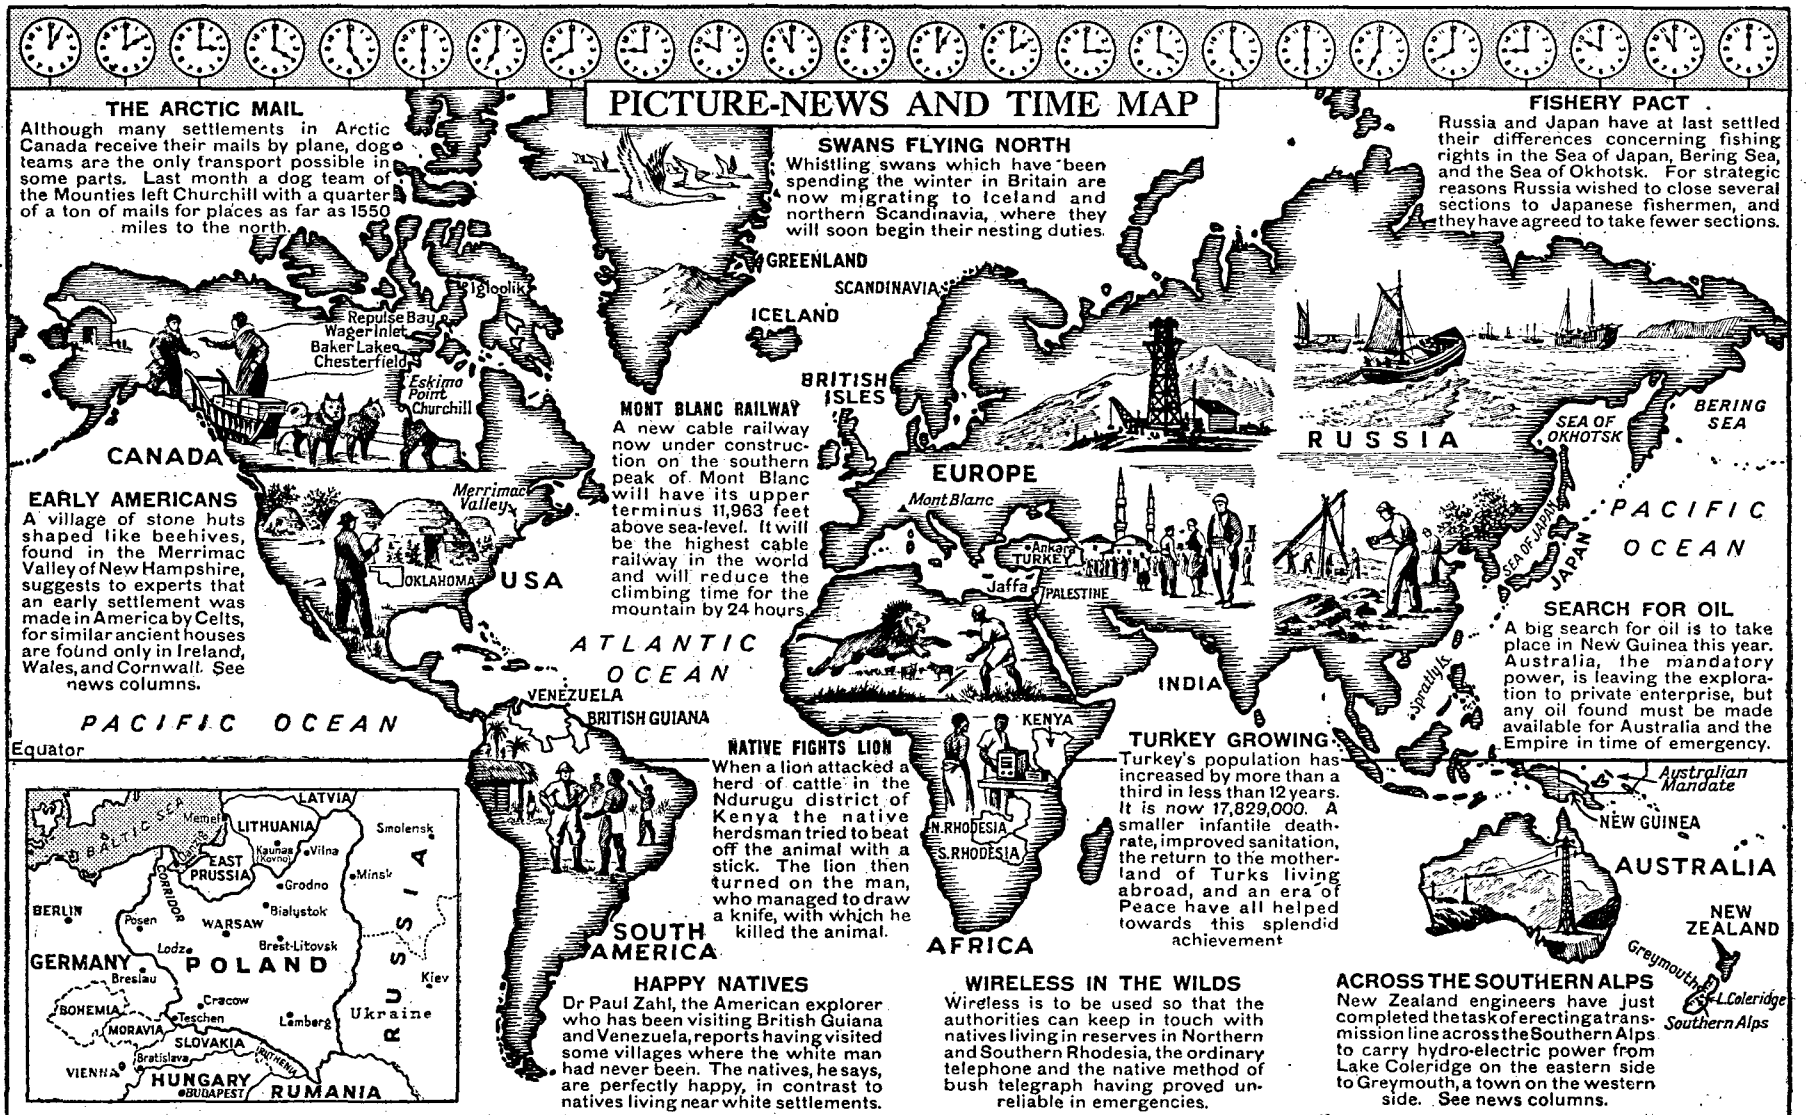 PICTURE-NEWS AND TIME MAP
THE ARCTIC MAIL
Although many settlements in Arctic
Canada receive their mails by plane, dog
teams are the only transport possible in
some parts. Last month a dog team of
the Mounties left Churchill with a quarter
of a ton of mails for places as far as 1550
miles to the north.
SWANS FLYING NORTH
Whistling swans which have been
spending the winter in Britain are
now migrating to Iceland and
northern Scandinavia, where they
will soon begin their nesting duties.
FISHERY PACT
Russia and Japan have at last settled
their differences concerning fishing
rights in the Sea of Japan, Bering Sea,
and the Sea of Okhotsk. For strategic
reasons Russia wished to close several
sections to Japanese fishermen, and
they have agreed to take fewer sections.
GREENLAND
SCANDINAVIA
ICELAND
BRITISH
ISLES
Igloolik
Repulse Bay
Wager Inlet
Baker Lake
Chesterfield
Eskimo
Point
Churchill
CANADA
MONT BLANC RAILWAY
A new cable railway
now under construc-
tion on the southern
peak of Mont Blanc
will have its upper
terminus 11,963 feet
above sea-level. It will
be the highest cable
railway in the world
and will reduce the
climbing time for the
mountain by 24 hours.
EARLY AMERICANS
A village of stone huts
shaped like beehives,
found in the Merrimac
Valley of New Hampshire,
suggests to experts that
an early settlement was
made in America by Celts,
for similar ancient houses
are found only in Ireland,
Wales, and Cornwall. See
news columns.
Merrimac
Valley
OKLAHOMA
USA
EUROPE
Mont Blanc
Ankara
TURKEY
Jaffa
PALESTINE
RUSSIA
SEA OF
OKHOTSK
BERING
SEA
SEA OF JAPAN
JAPAN
PACIFIC
OCEAN
ATLANTIC
OCEAN
PACIFIC OCEAN
Equator
VENEZUELA
BRITISH GUIANA
INDIA
Spratly Is.
SEARCH FOR OIL
A big search for oil is to take
place in New Guinea this year.
Australia, the mandatory
power, is leaving the explora-
tion to private enterprise, but
any oil found must be made
available for Australia and the
Empire in time of emergency.
NATIVE FIGHTS LION
When a lion attacked a
herd of cattle in the
Ndurugu district of
Kenya the native
herdsman tried to beat
off the animal with a
stick. The lion then
turned on the man,
who managed to draw
a knife, with which he
killed the animal.
KENYA
N. RHODESIA
S. RHODESIA
AFRICA
TURKEY GROWING
Turkey's population has
increased by more than a
third in less than 12 years.
It is now 17,829,000. A
smaller infantile death-
rate, improved sanitation,
the return to the mother-
land of Turks living
abroad, and an era of
Peace have all helped
towards this splendid
achievement
Australian
Mandate
NEW GUINEA
AUSTRALIA
NEW
ZEALAND
Greymouth
L. Coleridge
Southern Alps
SOUTH
AMERICA
HAPPY NATIVES
Dr Paul Zahl, the American explorer
who has been visiting British Guiana
and Venezuela, reports having visited
some villages where the white man
had never been. The natives, he says,
are perfectly happy, in contrast to
natives living near white settlements.
WIRELESS IN THE WILDS
Wireless is to be used so that the
authorities can keep in touch with
natives living in reserves in Northern
and Southern Rhodesia, the ordinary
telephone and the native method of
bush telegraph having proved un-
reliable in emergencies.
ACROSS THE SOUTHERN ALPS
New Zealand engineers have just
completed the task of erecting a trans-
mission line across the Southern Alps
to carry hydro-electric power from
Lake Coleridge on the eastern side
to Greymouth, a town on the western
side. See news columns.
BALTIC SEA
Memel
LATVIA
LITHUANIA
Kaunas
(Kovno)
Vilna
Smolensk
EAST
PRUSSIA
CORRIDOR
Grodno
Minsk
BERLIN
Posen
WARSAW
Bialystok
Lodz
Brest-Litovsk
GERMANY
POLAND
RUSSIA
Breslau
Kiev
BOHEMIA
Cracow
Teschen
Lemberg
Ukraine
MORAVIA
SLOVAKIA
RUTHENIA
Bratislava
VIENNA
HUNGARY
BUDAPEST
RUMANIA